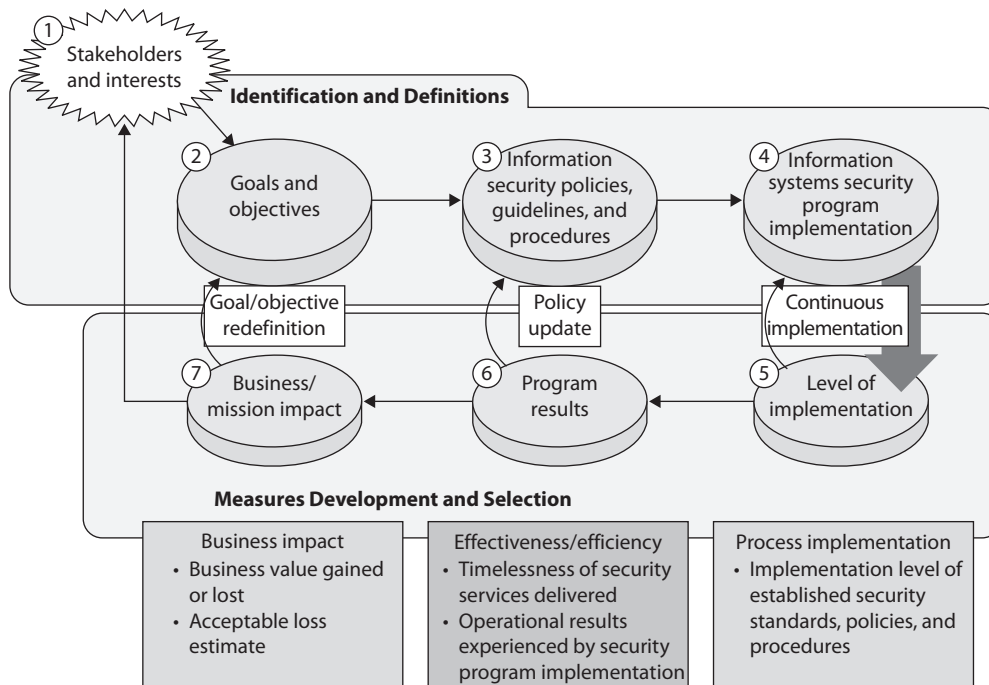 1
Stakeholders
and interests
Identification and Definitions
2
Goals and
objectives
3
Information
security policies,
guidelines, and
procedures
4
Information
systems security
program
implementation
Goal/objective
redefinition
Policy
update
Continuous
implementation
7
Business/
mission impact
6
Program
results
5
Level of
implementation
Measures Development and Selection
Business impact
• Business value gained
or lost
• Acceptable loss
estimate
Effectiveness/efficiency
• Timelessness of security
services delivered
• Operational results
experienced by security
program implementation
Process implementation
• Implementation level of
established security
standards, policies, and
procedures